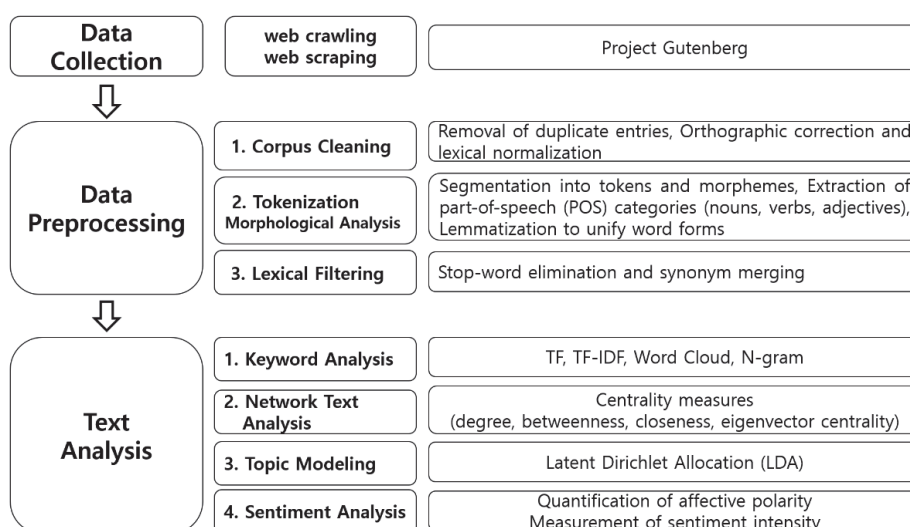 Data
Collection
web crawling
web scraping
Project Gutenberg
Data
Preprocessing
1. Corpus Cleaning
Removal of duplicate entries, Orthographic correction and
lexical normalization
2. Tokenization
Morphological Analysis
Segmentation into tokens and morphemes, Extraction of
part-of-speech (POS) categories (nouns, verbs, adjectives),
Lemmatization to unify word forms
3. Lexical Filtering
Stop-word elimination and synonym merging
Text
Analysis
1. Keyword Analysis
TF, TF-IDF, Word Cloud, N-gram
2. Network Text
Analysis
Centrality measures
(degree, betweenness, closeness, eigenvector centrality)
3. Topic Modeling
Latent Dirichlet Allocation (LDA)
4. Sentiment Analysis
Quantification of affective polarity
Measurement of sentiment intensity